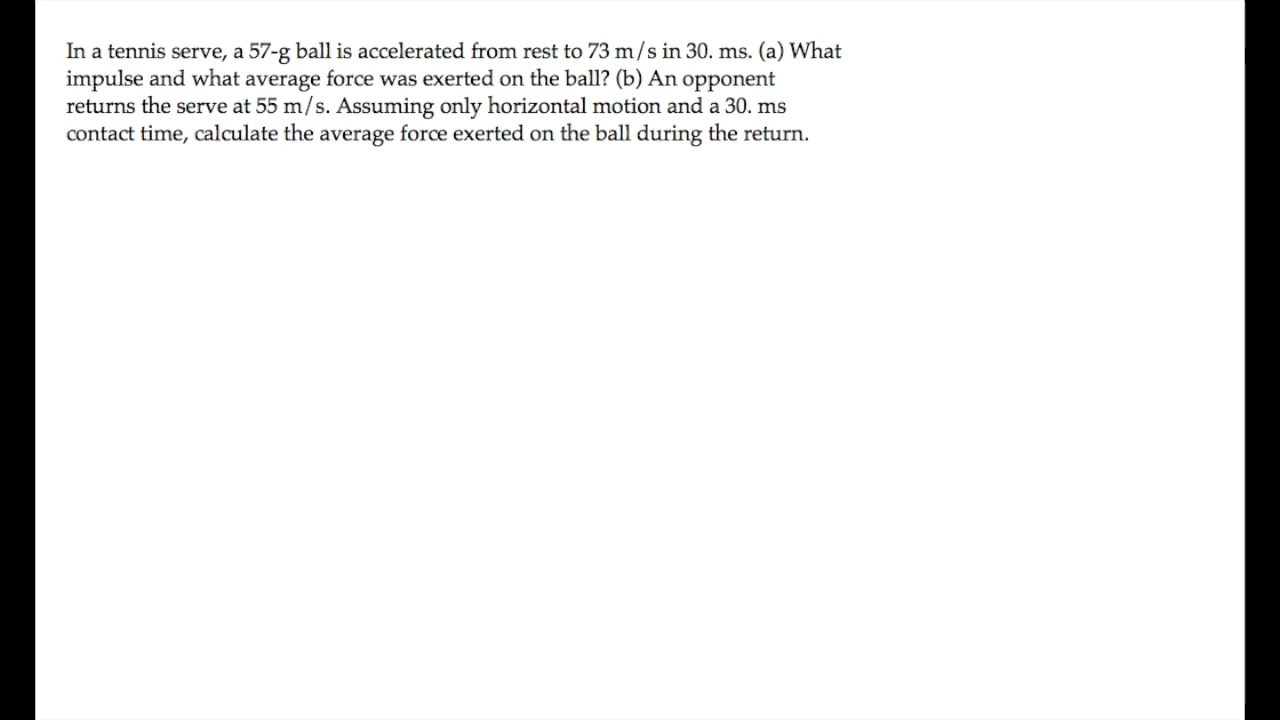 In a tennis serve, a 57-g ball is accelerated from rest to 73 m/s in 30. ms. (a) What
impulse and what average force was exerted on the ball? (b) An opponent
returns the serve at 55 m/s. Assuming only horizontal motion and a 30. ms
contact time, calculate the average force exerted on the ball during the return.